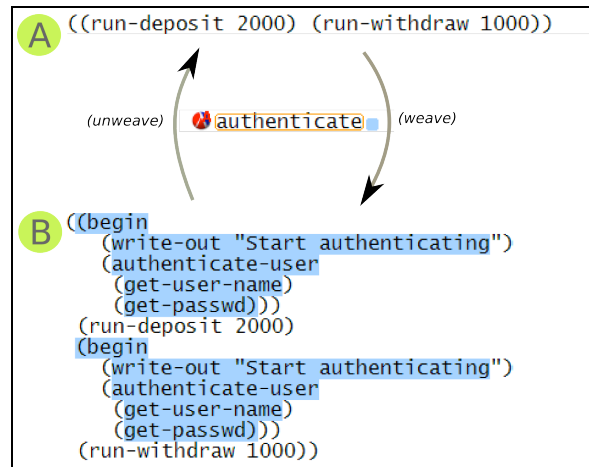 A ((run-deposit 2000) (run-withdraw 1000))
(unweave) authenticate (weave)
B ((begin
(write-out "Start authenticating")
(authenticate-user
(get-user-name)
(get-passwd)))
(run-deposit 2000)
(begin
(write-out "Start authenticating")
(authenticate-user
(get-user-name)
(get-passwd)))
(run-withdraw 1000))